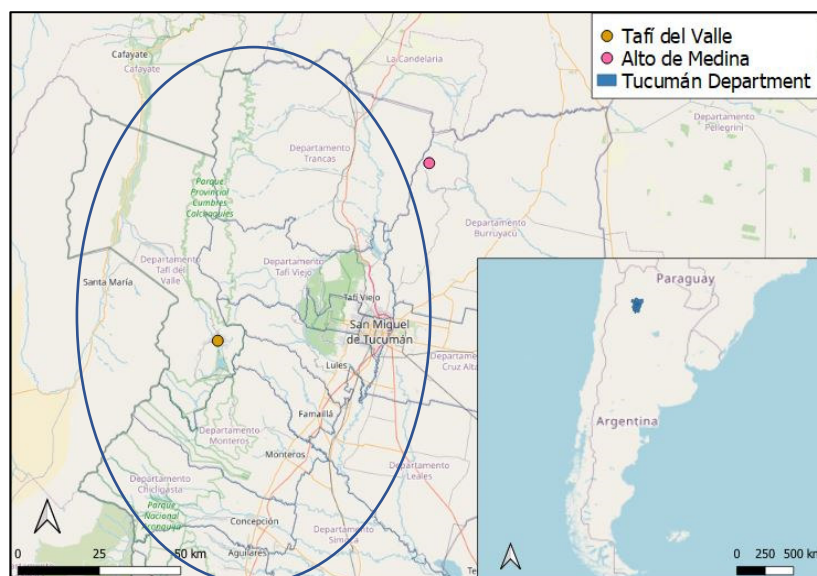 Tafí del Valle
Alto de Medina
Tucumán Department
Cafayate
Cafayate
La Candelaria
Departamento
Pellegrini
Departamento
Trancas
Parque
Provincial
Cumbres
Calchaquíes
Departamento
Burruyacú
Departamento
Tafí del
Valle
Departamento
Tafí Viejo
Santa María
Tafí Viejo
San Miguel
de Tucumán
Departamento
Cruz Alta
Lules
Famaillá
Departamento
Monteros
Monteros
Departamento
Leales
Departamento
Chicligasta
Parque
Nacional
Aconquija
Concepción
Departamento
Simoca
Aguilares
0 25 50 km
Paraguay
Argentina
0 250 500 km